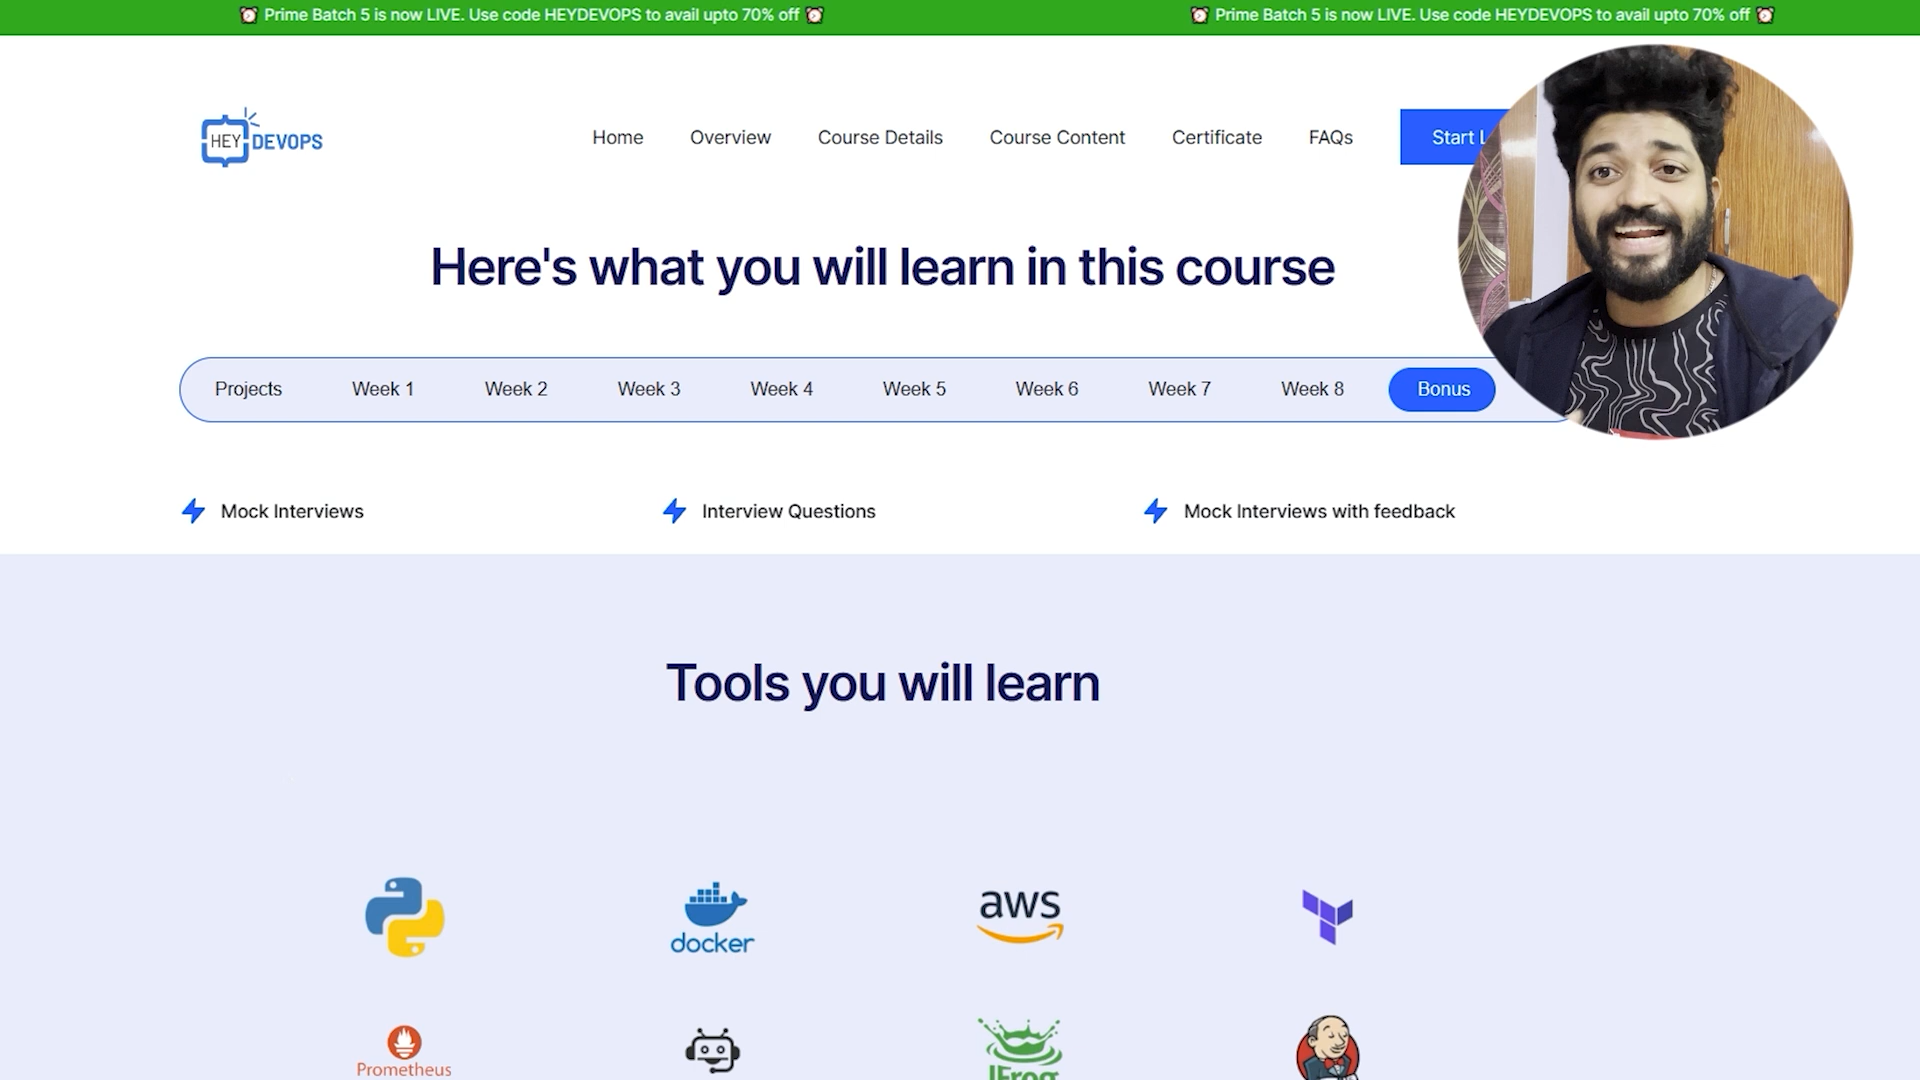 Prime Batch 5 is now LIVE. Use code HEYDEVOPS to avail upto 70% off
Prime Batch 5 is now LIVE. Use code HEYDEVOPS to avail upto 70% off
HEY DEVOPS
Home
Overview
Course Details
Course Content
Certificate
FAQs
Start
Here's what you will learn in this course
Projects
Week 1
Week 2
Week 3
Week 4
Week 5
Week 6
Week 7
Week 8
Bonus
Mock Interviews
Interview Questions
Mock Interviews with feedback
Tools you will learn
docker
aws
Prometheus
JFrog